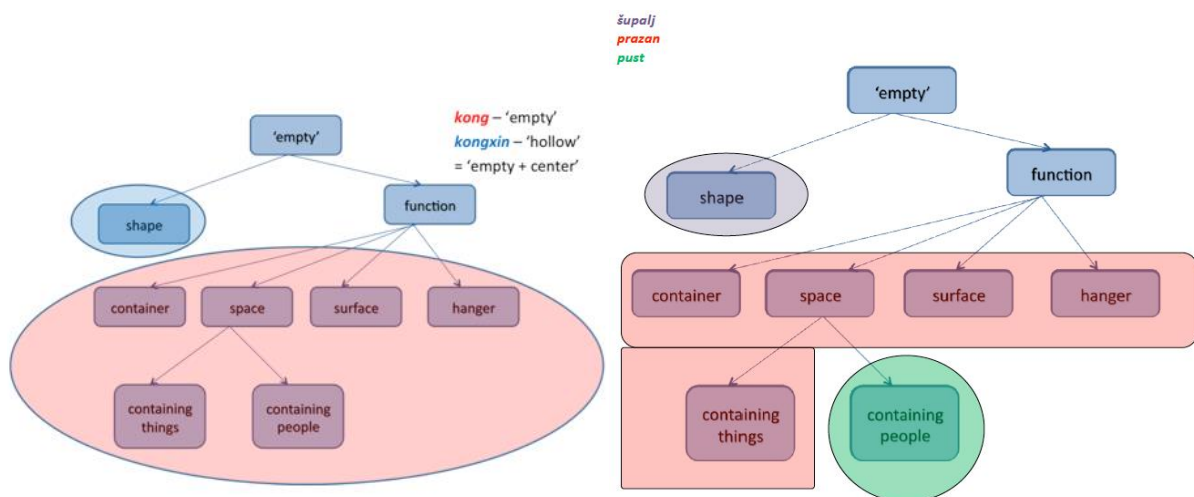 ‘empty’
kong – ‘empty’
kongxin – ‘hollow’
= ‘empty + center’
shape
function
container
space
surface
hanger
containing
things
containing
people
šupalj
prazan
pust
‘empty’
shape
function
container
space
surface
hanger
containing
things
containing
people